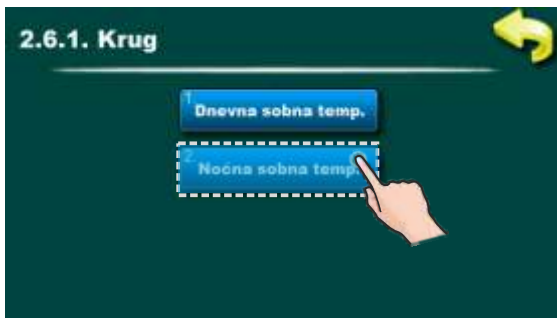 2.6.1. Krug
1
Dnevna sobna temp.
2
Noćna sobna temp.